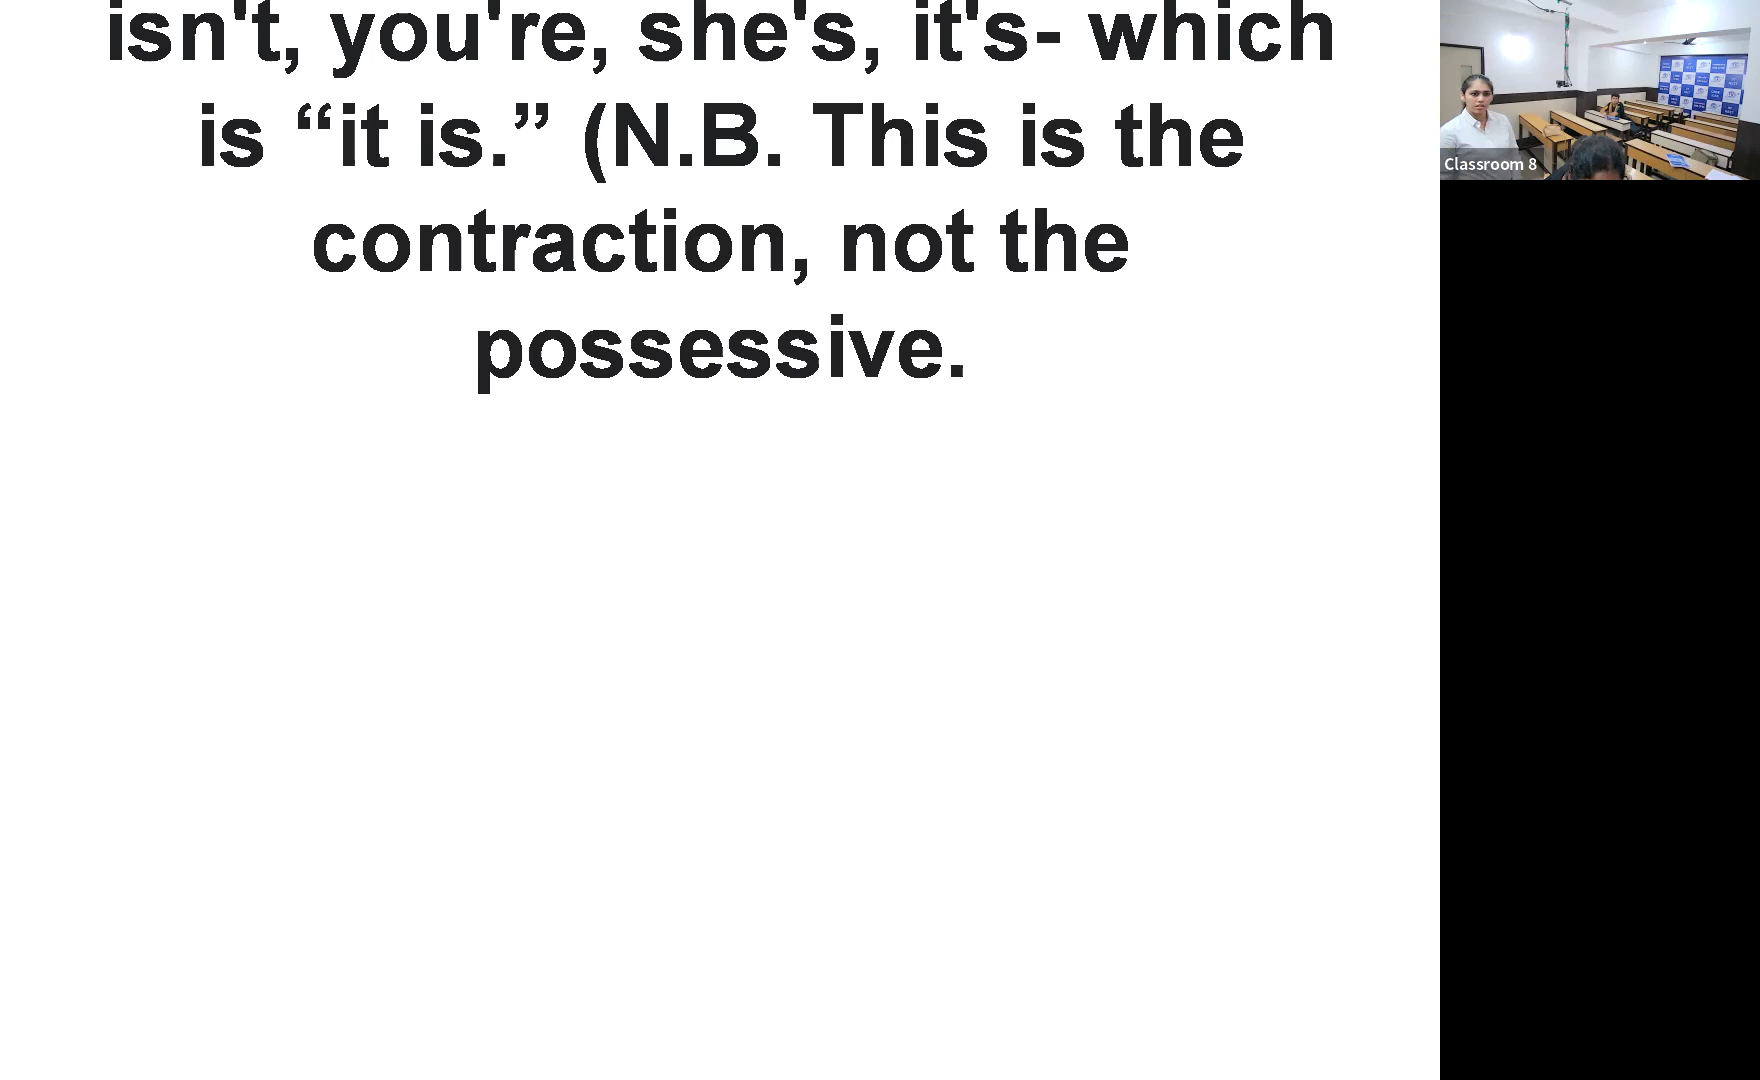 isn't, you're, she's, it's- which
is “it is.” (N.B. This is the
contraction, not the
possessive.
Classroom 8